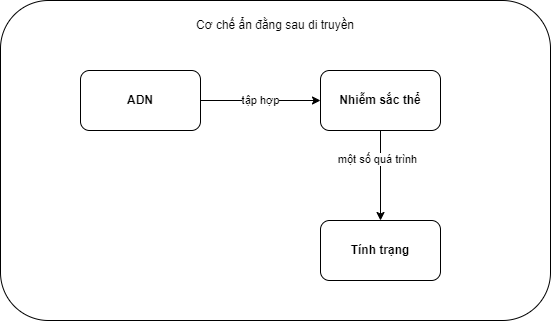 Cơ chế ẩn đằng sau di truyền
ADN
tập hợp
Nhiễm sắc thể
một số quá trình
Tính trạng